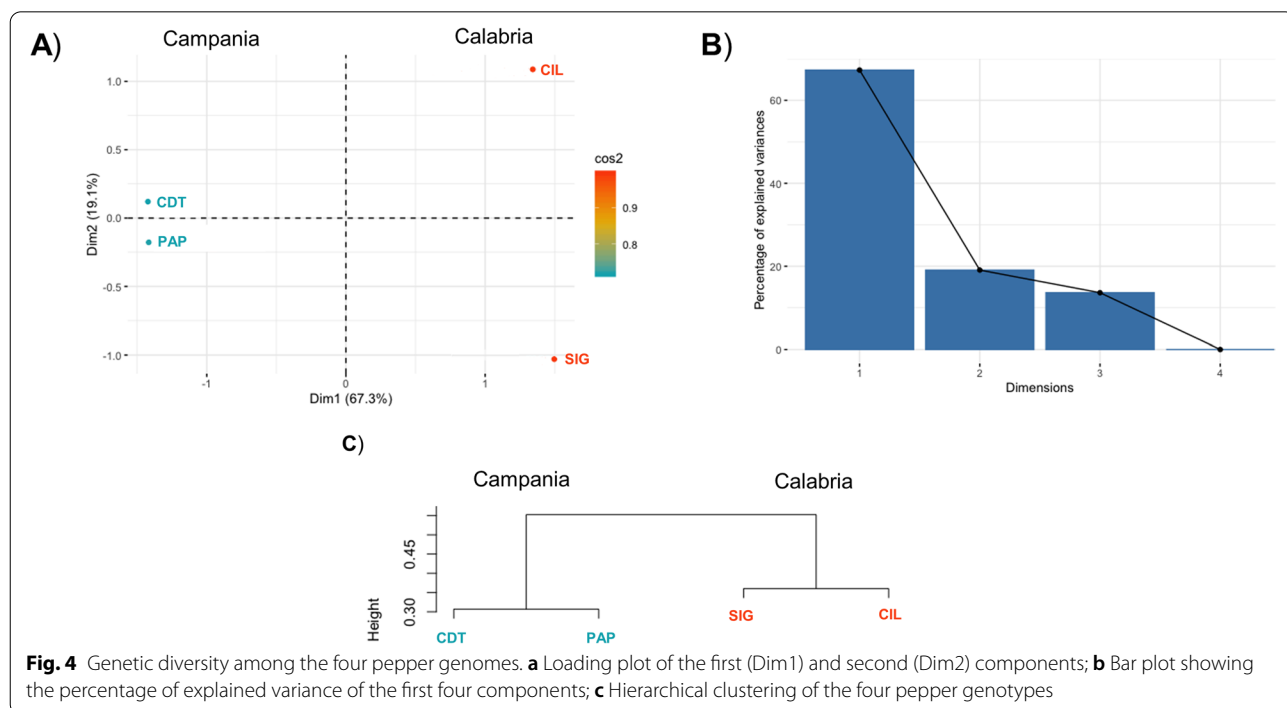 A)
Campania Calabria
CIL
1.0
0.5
CDT
0.0
PAP
-0.5
-1.0
SIG
-1 0 1
Dim1 (67.3%)
Dim2 (19.1%)
cos2
0.9
0.8
B)
60
40
20
0
1 2 3 4
Dimensions
Percentage of explained variances
C)
Campania Calabria
0.45
0.30
Height
CDT PAP SIG CIL
Fig. 4 Genetic diversity among the four pepper genomes. a Loading plot of the first (Dim1) and second (Dim2) components; b Bar plot showing
the percentage of explained variance of the first four components; c Hierarchical clustering of the four pepper genotypes